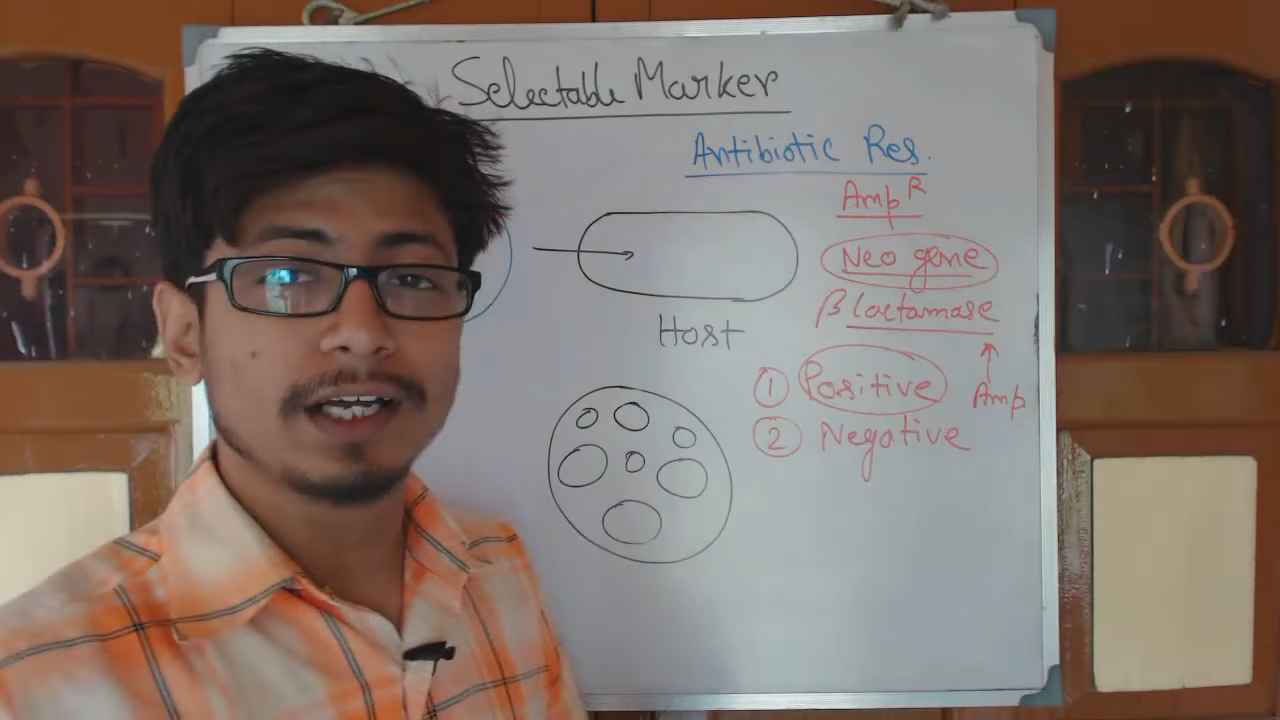 Selectable Marker
Antibiotic Res.
Amp R
Neo gene
β lactamase
Host
① Positive
Amp
② Negative